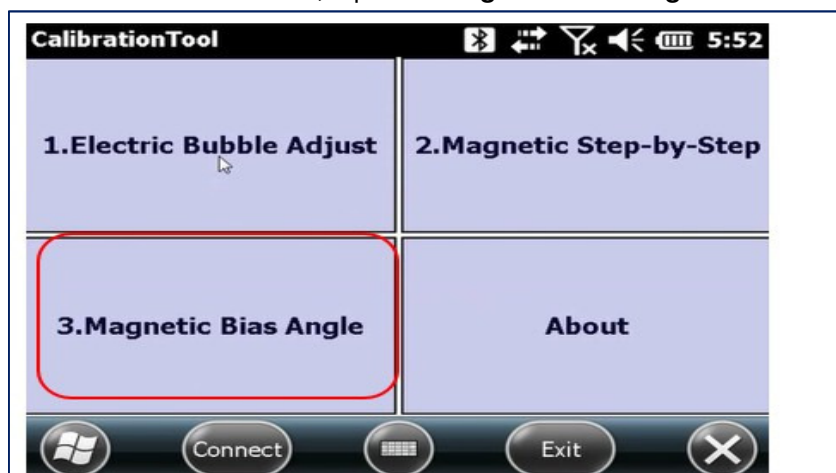 CalibrationTool 5:52
1.Electric Bubble Adjust 2.Magnetic Step-by-Step
3.Magnetic Bias Angle About
Connect Exit